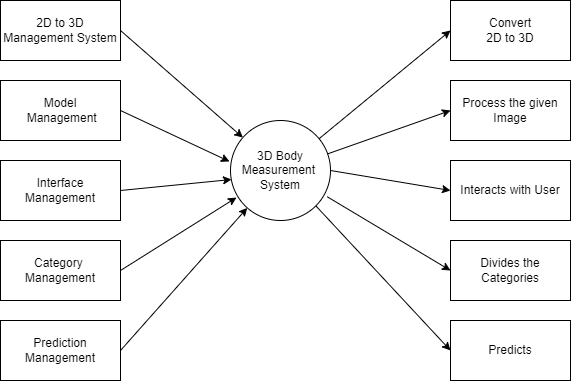 2D to 3D
Management System
Model
Management
Interface
Management
Category
Management
Prediction
Management
3D Body
Measurement
System
Convert
2D to 3D
Process the given
Image
Interacts with User
Divides the
Categories
Predicts